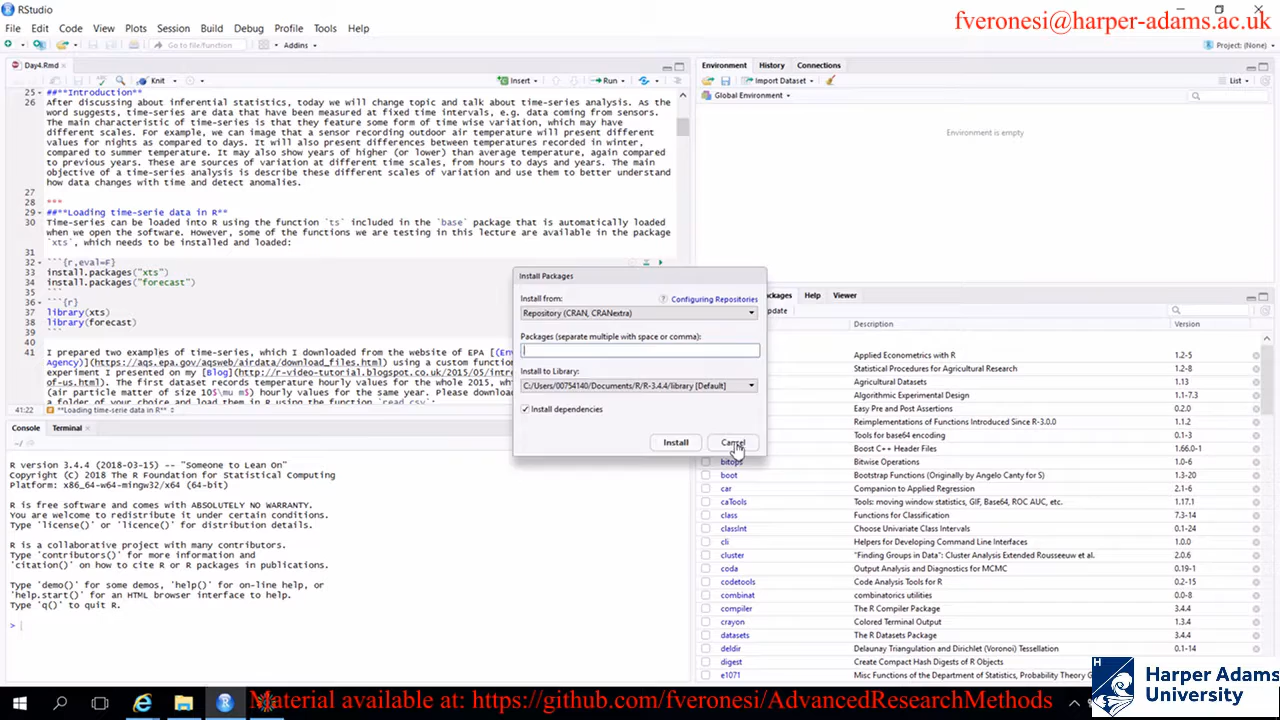 RStudio
fveronesi@harper-adams.ac.uk
File Edit Code View Plots Session Build Debug Profile Tools Help
Go to file/function Addins Project: (None)
Day4.Rmd
Knit Insert Run
25 ##**Introduction**
26 After discussing about inferential statistics, today we will change topic and talk about time-series analysis. As the
word suggests, time-series are data that have been measured at fixed time intervals, e.g. data coming from sensors.
The main characteristic of time-series is that they feature some form of time wise variation, which may have
different scales. For example, we can image that a sensor recording outdoor air temperature will present different
values for nights as compared to days. It will also present differences between temperatures recorded in winter,
compared to summer temperature. It may also show years of higher (or lower) than average temperature, again compared
to previous years. These are sources of variation at different time scales, from hours to days and years. The main
objective of a time-series analysis is describe these different scales of variation and use them to better understand
how data changes with time and detect anomalies.
27
28 ***
29 ##**Loading time-serie data in R**
30 Time-series can be loaded into R using the function `ts` included in the `base` package that is automatically loaded
when we open the software. However, some of the functions we are testing in this lecture are available in the package
`xts`, which needs to be installed and loaded:
31
32 ```{r,eval=F}
33 install.packages("xts")
34 install.packages("forecast")
35 ```
36 ```{r}
37 library(xts)
38 library(forecast)
39 ```
40
41 I prepared two examples of time-series, which I downloaded from the website of EPA [(Env
Agency)](https://aqs.epa.gov/aqsweb/airdata/download_files.html) using a custom functi
experiment I presented on my [Blog](http://r-video-tutorial.blogspot.co.uk/2015/05/intro
of-us.html). The first dataset records temperature hourly values for the whole 2015, whi
(air particle matter of size 10$\mu m$) hourly values for the same year. Please downloa
a folder of your choice and load them in R using the function `read.csv`:
41:22 **Loading time-serie data in R**
Console Terminal
~/
R version 3.4.4 (2018-03-15) -- "Someone to Lean On"
Copyright (C) 2018 The R Foundation for Statistical Computing
Platform: x86_64-w64-mingw32/x64 (64-bit)
R is free software and comes with ABSOLUTELY NO WARRANTY.
You are welcome to redistribute it under certain conditions.
Type 'license()' or 'licence()' for distribution details.
R is a collaborative project with many contributors.
Type 'contributors()' for more information and
'citation()' on how to cite R or R packages in publications.
Type 'demo()' for some demos, 'help()' for on-line help, or
'help.start()' for an HTML browser interface to help.
Type 'q()' to quit R.
>
Install Packages
Install from: Configuring Repositories
Repository (CRAN, CRANextra)
Packages (separate multiple with space or comma):
Install to Library:
C:/Users/00754140/Documents/R/R-3.4.4/library [Default]
Install dependencies
Install Cancel
Environment History Connections
Import Dataset List
Global Environment
Environment is empty
ckages Help Viewer
pdate
Description Version
Applied Econometrics with R 1.2-5
Statistical Procedures for Agricultural Research 1.2-8
Agricultural Datasets 1.13
Algorithmic Experimental Design 1.1-7.3
Easy Pre and Post Assertions 0.2.0
Reimplementations of Functions Introduced Since R-3.0.0 1.1.2
Tools for base64 encoding 0.1-3
Boost C++ Header Files 1.66.0-1
bitops Bitwise Operations 1.0-6
boot Bootstrap Functions (Originally by Angelo Canty for S) 1.3-20
car Companion to Applied Regression 2.1-6
caTools Tools: moving window statistics, GIF, Base64, ROC AUC, etc. 1.17.1
class Functions for Classification 7.3-14
classInt Choose Univariate Class Intervals 0.1-24
cli Helpers for Developing Command Line Interfaces 1.0.0
cluster "Finding Groups in Data": Cluster Analysis Extended Rousseeuw et al. 2.0.6
coda Output Analysis and Diagnostics for MCMC 0.19-1
codetools Code Analysis Tools for R 0.2-15
combinat combinatorics utilities 0.0-8
compiler The R Compiler Package 3.4.4
crayon Colored Terminal Output 1.3.4
datasets The R Datasets Package 3.4.4
deldir Delaunay Triangulation and Dirichlet (Voronoi) Tessellation 0.1-14
digest Create Compact Hash Digests of R Objects
e1071 Misc Functions of the Department of Statistics, Probability Theory G
Harper Adams
University
Material available at: https://github.com/fveronesi/AdvancedResearchMethods